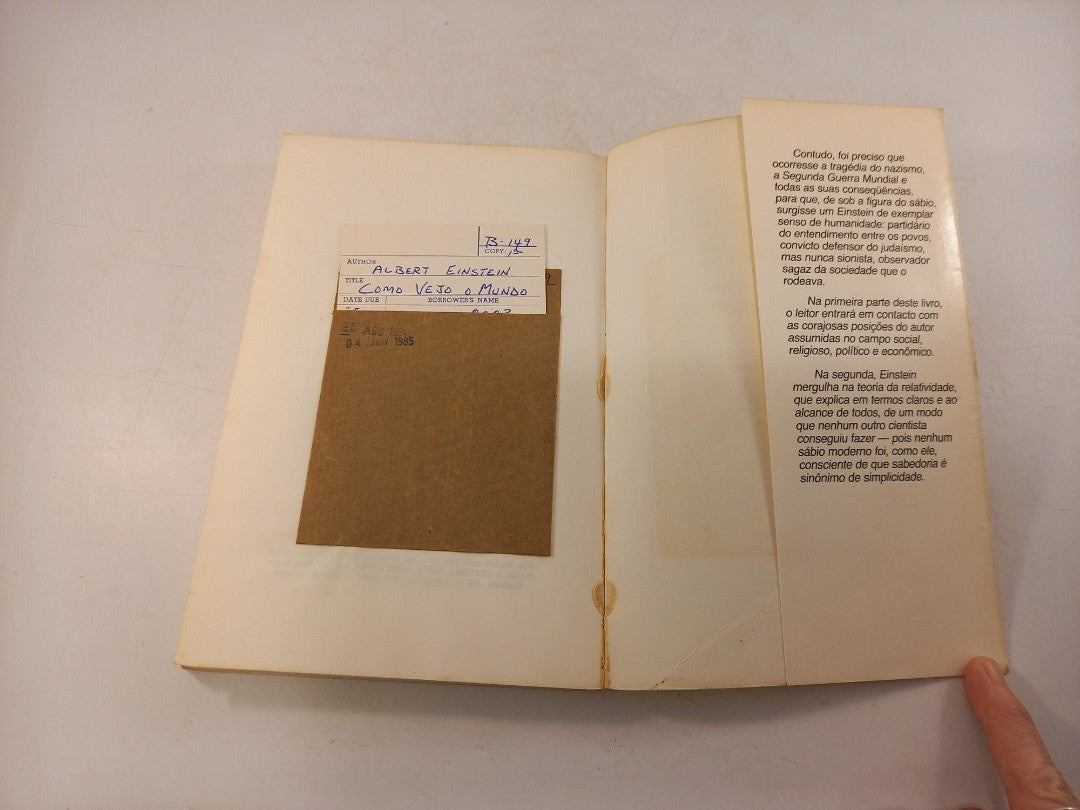 B-149
COPY: 15
AUTHOR
ALBERT EINSTEIN
TITLE
COMO VEJO O MUNDO
DATE DUE BORROWER'S NAME
04 JUN 1985
Contudo, foi preciso que
ocorresse a tragédia do nazismo,
a Segunda Guerra Mundial e
todas as suas conseqüências,
para que, de sob a figura do sábio,
surgisse um Einstein de exemplar
senso de humanidade: partidário
do entendimento entre os povos,
convicto defensor do judaísmo,
mas nunca sionista, observador
sagaz da sociedade que o
rodeava.
Na primeira parte deste livro,
o leitor entrará em contacto com
as corajosas posições do autor
assumidas no campo social,
religioso, político e econômico.
Na segunda, Einstein
mergulha na teoria da relatividade,
que explica em termos claros e ao
alcance de todos, de um modo
que nenhum outro cientista
conseguiu fazer — pois nenhum
sábio moderno foi, como ele,
consciente de que sabedoria é
sinônimo de simplicidade.